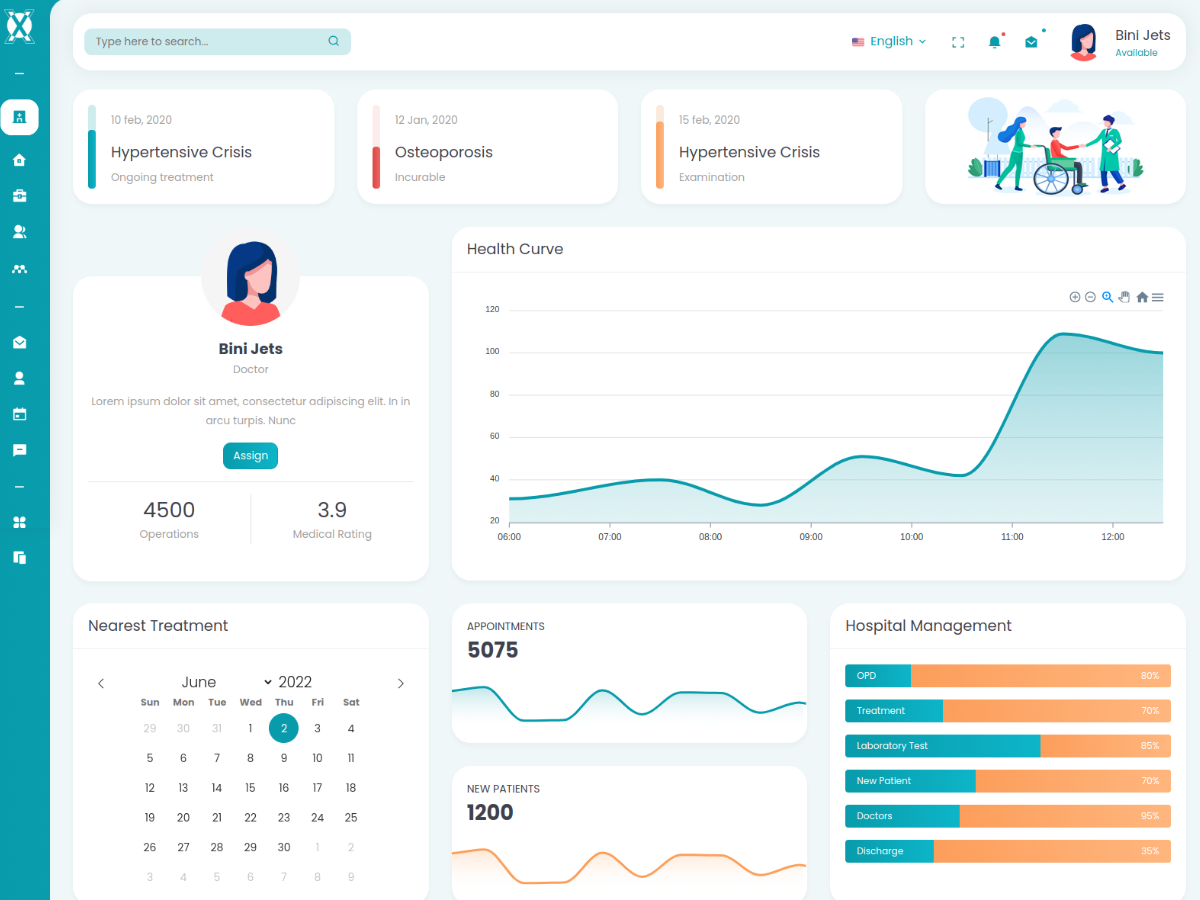 Type here to search...
English
Bini Jets
Available
10 feb, 2020
Hypertensive Crisis
Ongoing treatment
12 Jan, 2020
Osteoporosis
Incurable
15 feb, 2020
Hypertensive Crisis
Examination
Bini Jets
Doctor
Lorem ipsum dolor sit amet, consectetur adipiscing elit. In in
arcu turpis. Nunc
Assign
4500
Operations
3.9
Medical Rating
Health Curve
120
100
80
60
40
20
06:00 07:00 08:00 09:00 10:00 11:00 12:00
Nearest Treatment
June 2022
Sun Mon Tue Wed Thu Fri Sat
29 30 31 1 2 3 4
5 6 7 8 9 10 11
12 13 14 15 16 17 18
19 20 21 22 23 24 25
26 27 28 29 30 1 2
3 4 5 6 7 8 9
APPOINTMENTS
5075
NEW PATIENTS
1200
Hospital Management
OPD 80%
Treatment 70%
Laboratory Test 85%
New Patient 70%
Doctors 95%
Discharge 35%